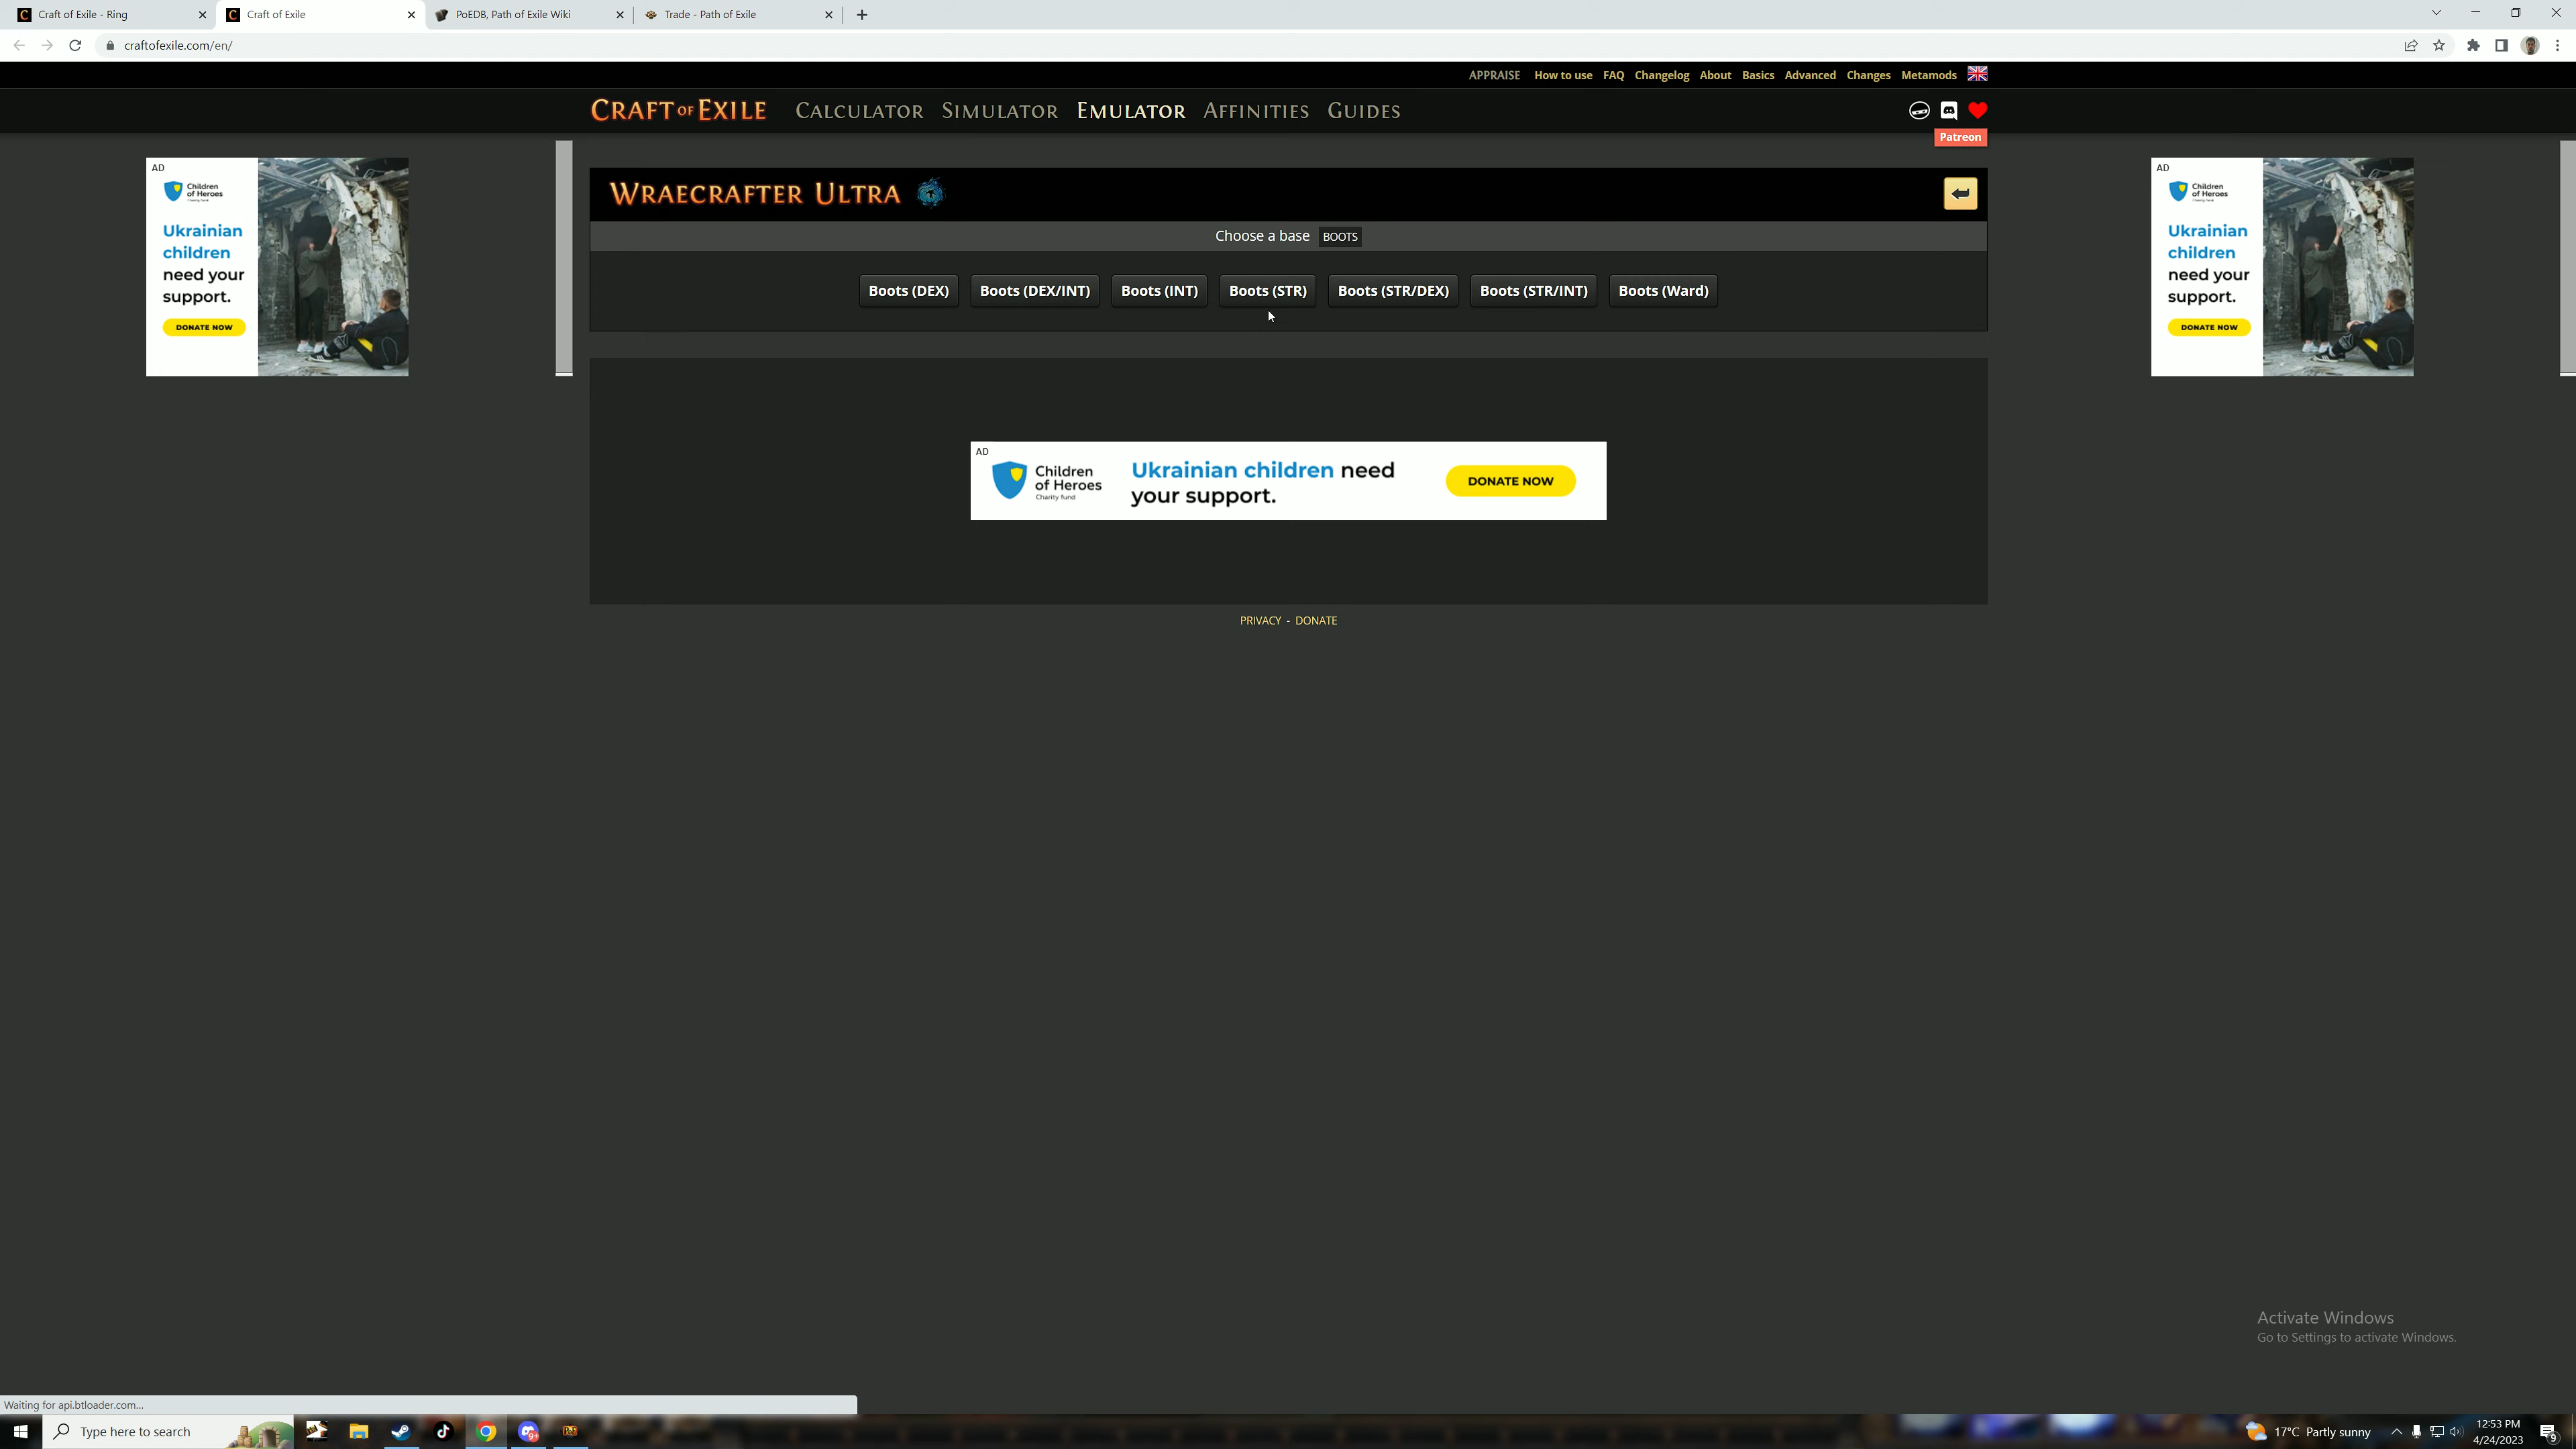 Craft of Exile - Ring
Craft of Exile
PoEDB, Path of Exile Wiki
Trade - Path of Exile
craftofexile.com/en/
APPRAISE How to use FAQ Changelog About Basics Advanced Changes Metamods
CRAFT OF EXILE CALCULATOR SIMULATOR EMULATOR AFFINITIES GUIDES
Patreon
WRAECRAFTER ULTRA
Choose a base BOOTS
Boots (DEX) Boots (DEX/INT) Boots (INT) Boots (STR) Boots (STR/DEX) Boots (STR/INT) Boots (Ward)
AD
Children
of Heroes
Charity fund
Ukrainian
children
need your
support.
DONATE NOW
AD
Children
of Heroes
Charity fund
Ukrainian children need
your support.
DONATE NOW
AD
Children
of Heroes
Charity fund
Ukrainian
children
need your
support.
DONATE NOW
PRIVACY - DONATE
Activate Windows
Go to Settings to activate Windows.
Waiting for api.btloader.com...
Type here to search
9+
17°C Partly sunny
12:53 PM
4/24/2023
9